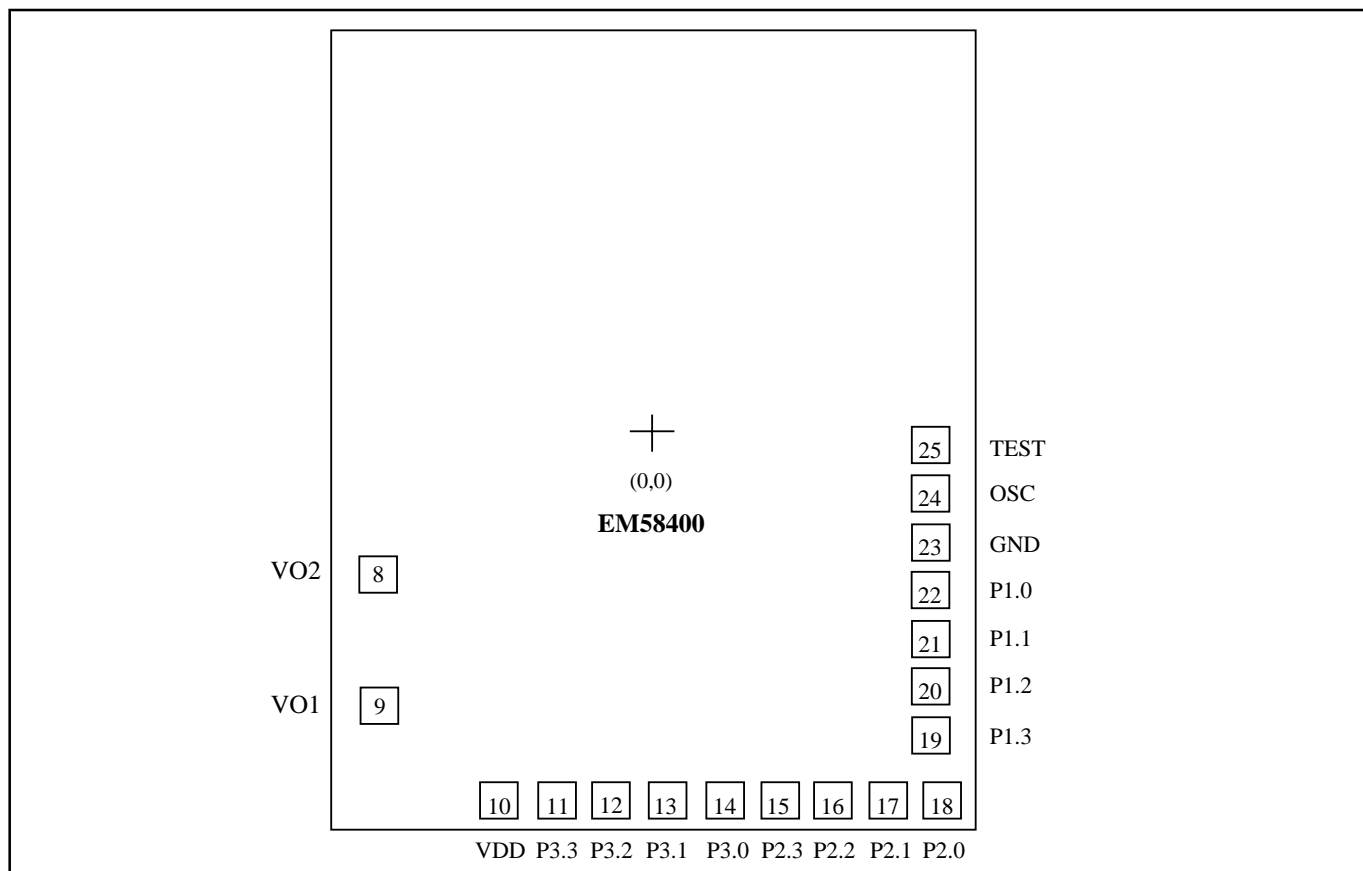 25 TEST
(0,0)
24 OSC
EM58400
23 GND
VO2 8
22 P1.0
21 P1.1
20 P1.2
VO1 9
19 P1.3
10 11 12 13 14 15 16 17 18
VDD P3.3 P3.2 P3.1 P3.0 P2.3 P2.2 P2.1 P2.0